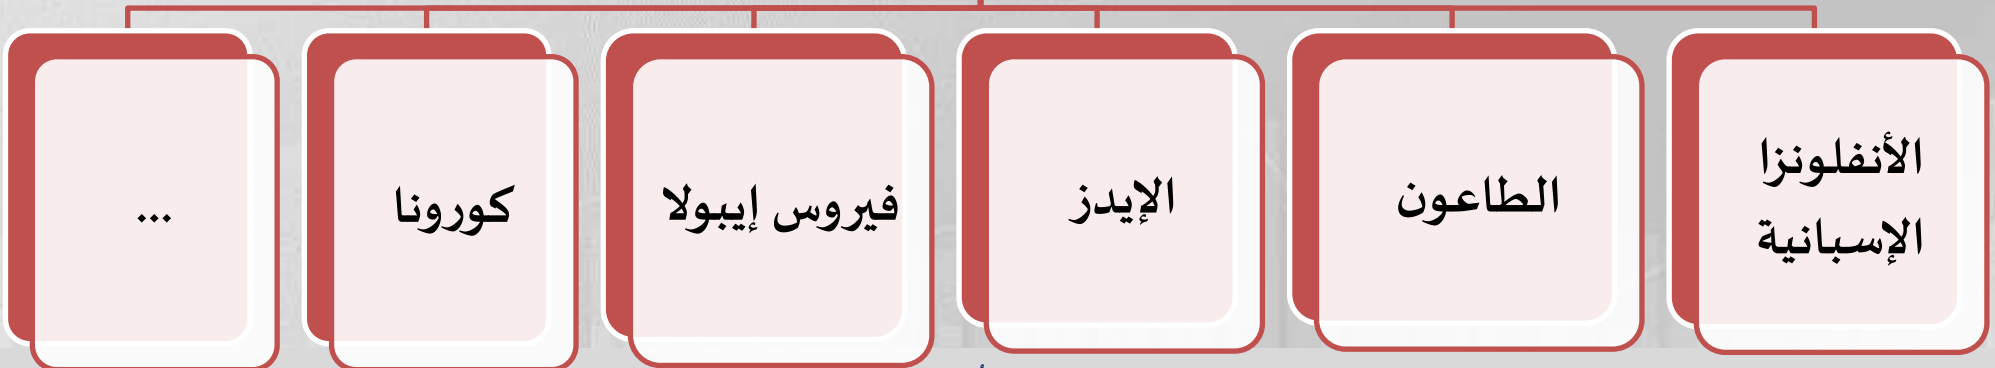 الأنفلونزا
الإسبانية
الطاعون
الإيدز
فيروس إيبولا
كورونا
...